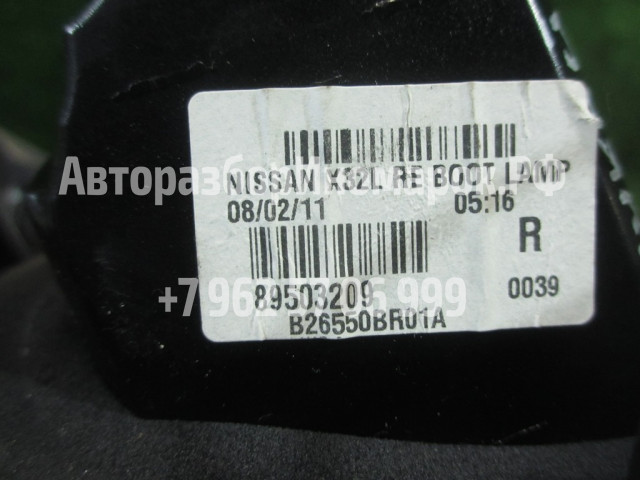 NISSAN X32L RE BOOT LAMP
08/02/11 05:16
R
89503209 0039
B26550BR01A